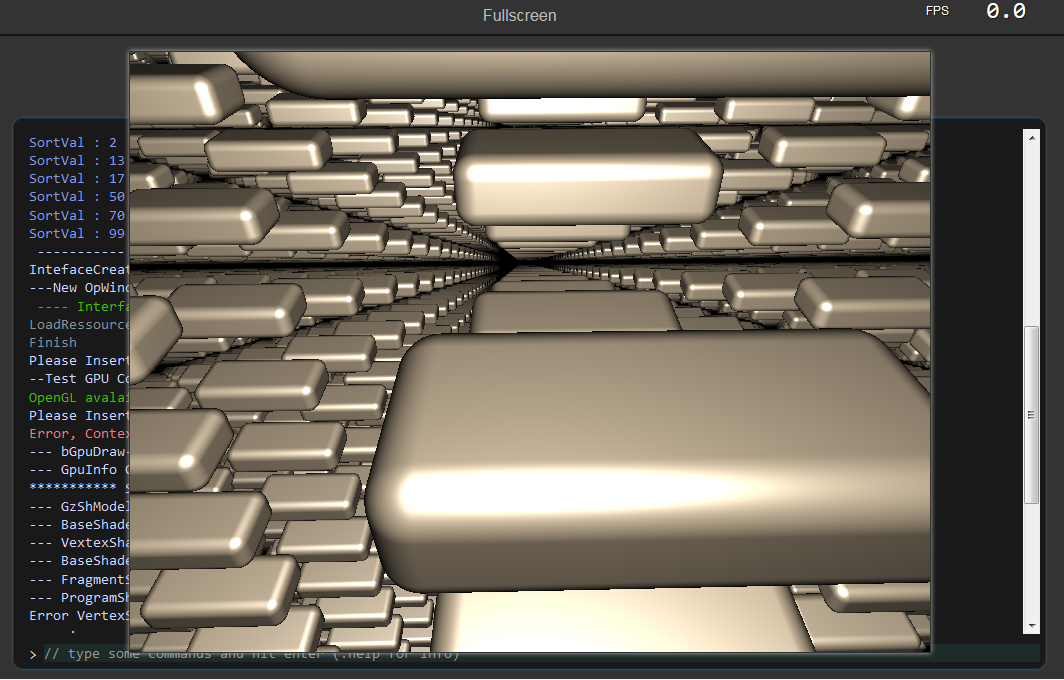 Fullscreen
FPS 0.0
SortVal : 2
SortVal : 13
SortVal : 17
SortVal : 50
SortVal : 70
SortVal : 99
-----------
IntefaceCreat
---New OpWind
---- Interfa
LoadRessource
Finish
Please Insert
--Test GPU Co
OpenGL avalai
Please Insert
Error, Contex
--- bGpuDraw-
--- GpuInfo
***********
--- GzShModel
--- BaseShade
--- VextexSha
--- BaseShade
--- FragmentS
--- ProgramSh
Error VertexS
> // type some commands and hit enter (.help for info)